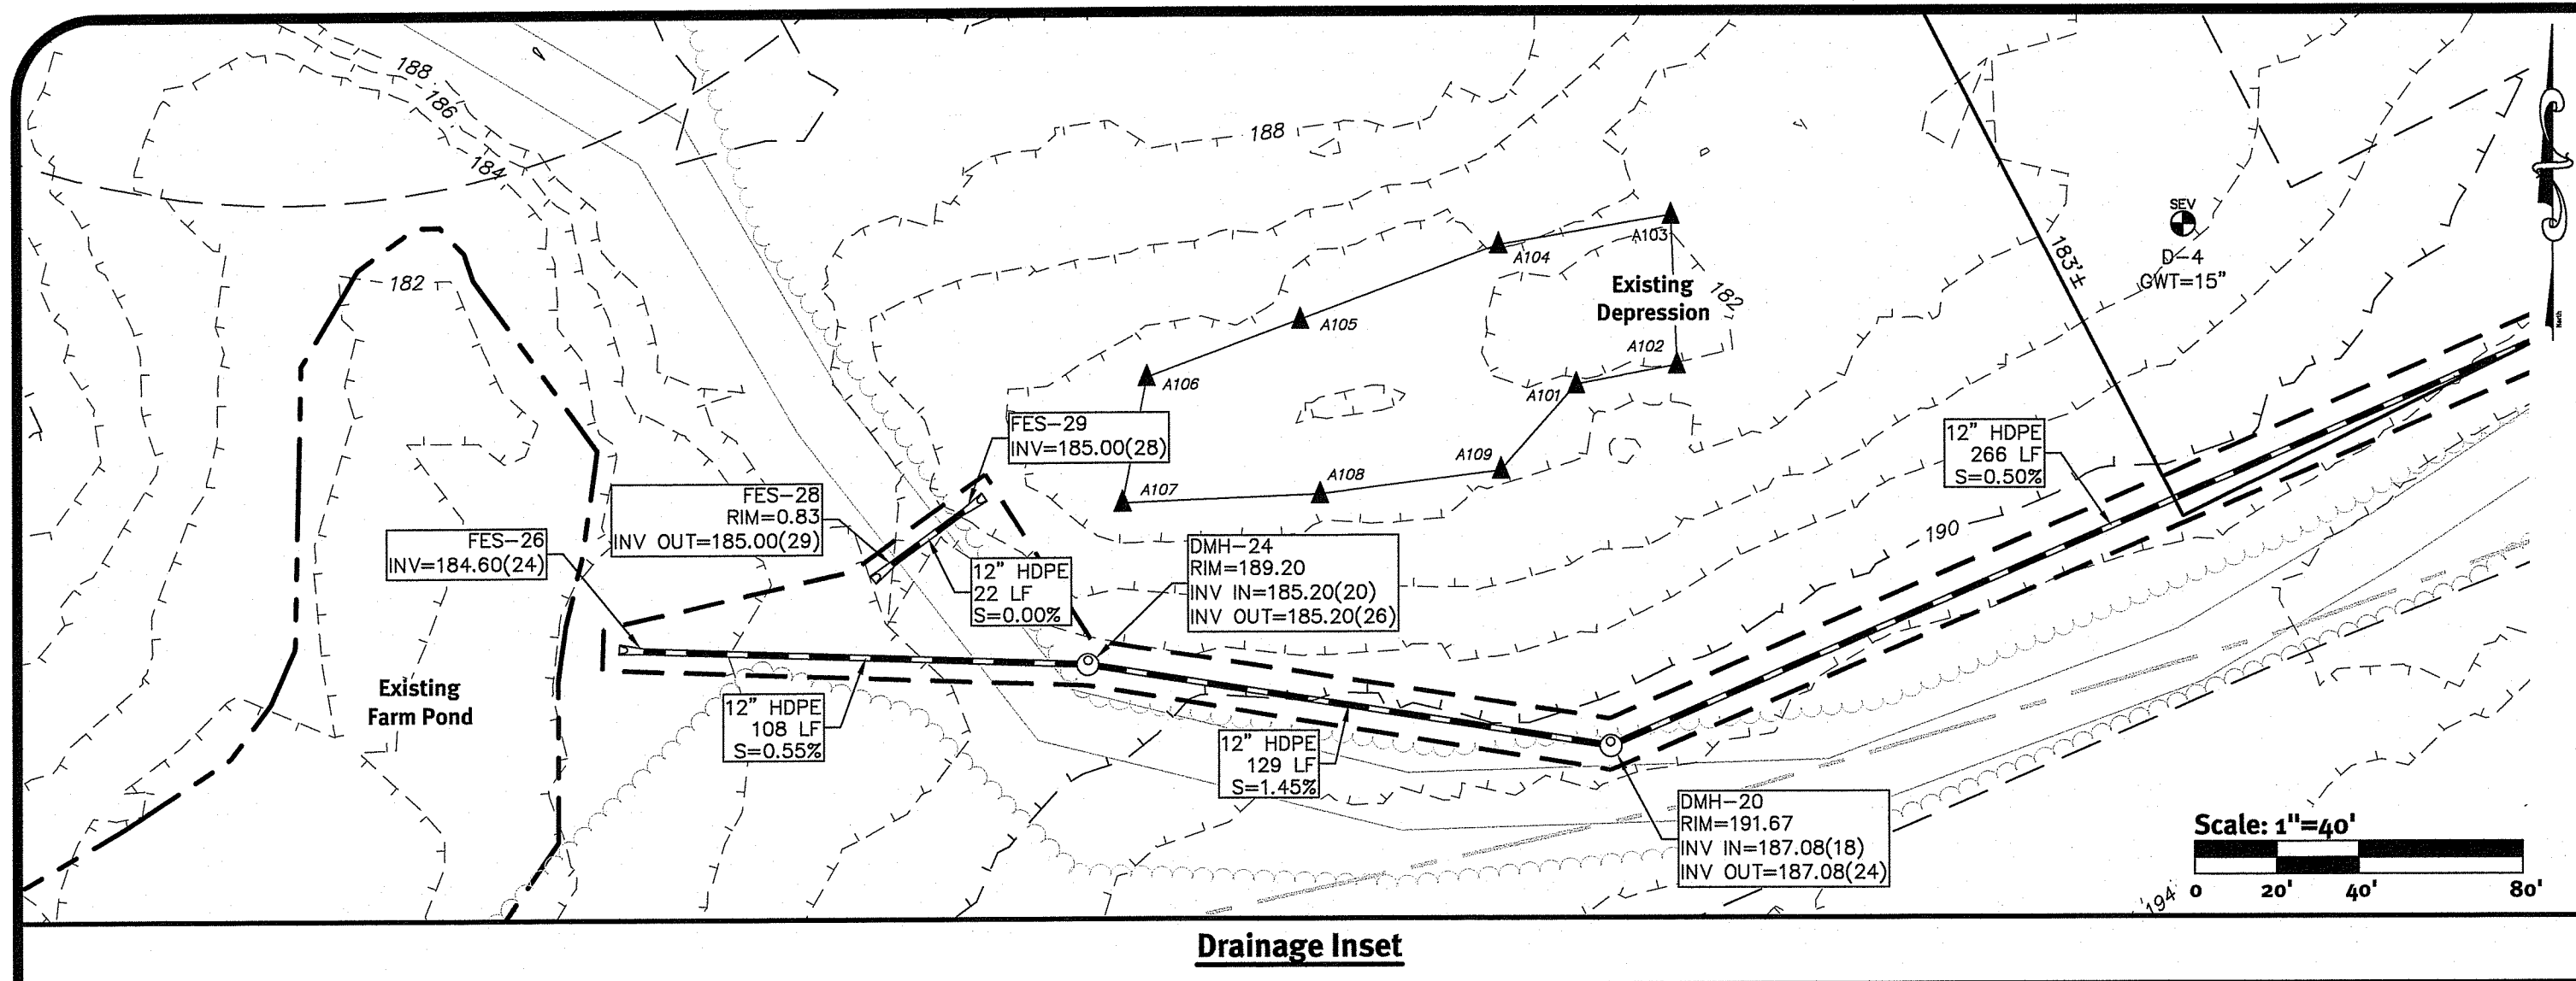 188
186
184
182
188
A103
A104
A105
A106
A107
A108
A109
A101
A102
Existing
Depression
182
183'±
SEV
D-4
GWT=15"
North
FES-29
INV=185.00(28)
FES-28
RIM=0.83
INV OUT=185.00(29)
FES-26
INV=184.60(24)
12" HDPE
22 LF
S=0.00%
DMH-24
RIM=189.20
INV IN=185.20(20)
INV OUT=185.20(26)
12" HDPE
266 LF
S=0.50%
190
Existing
Farm Pond
12" HDPE
108 LF
S=0.55%
12" HDPE
129 LF
S=1.45%
DMH-20
RIM=191.67
INV IN=187.08(18)
INV OUT=187.08(24)
194
Scale: 1"=40'
0 20' 40' 80'
Drainage Inset